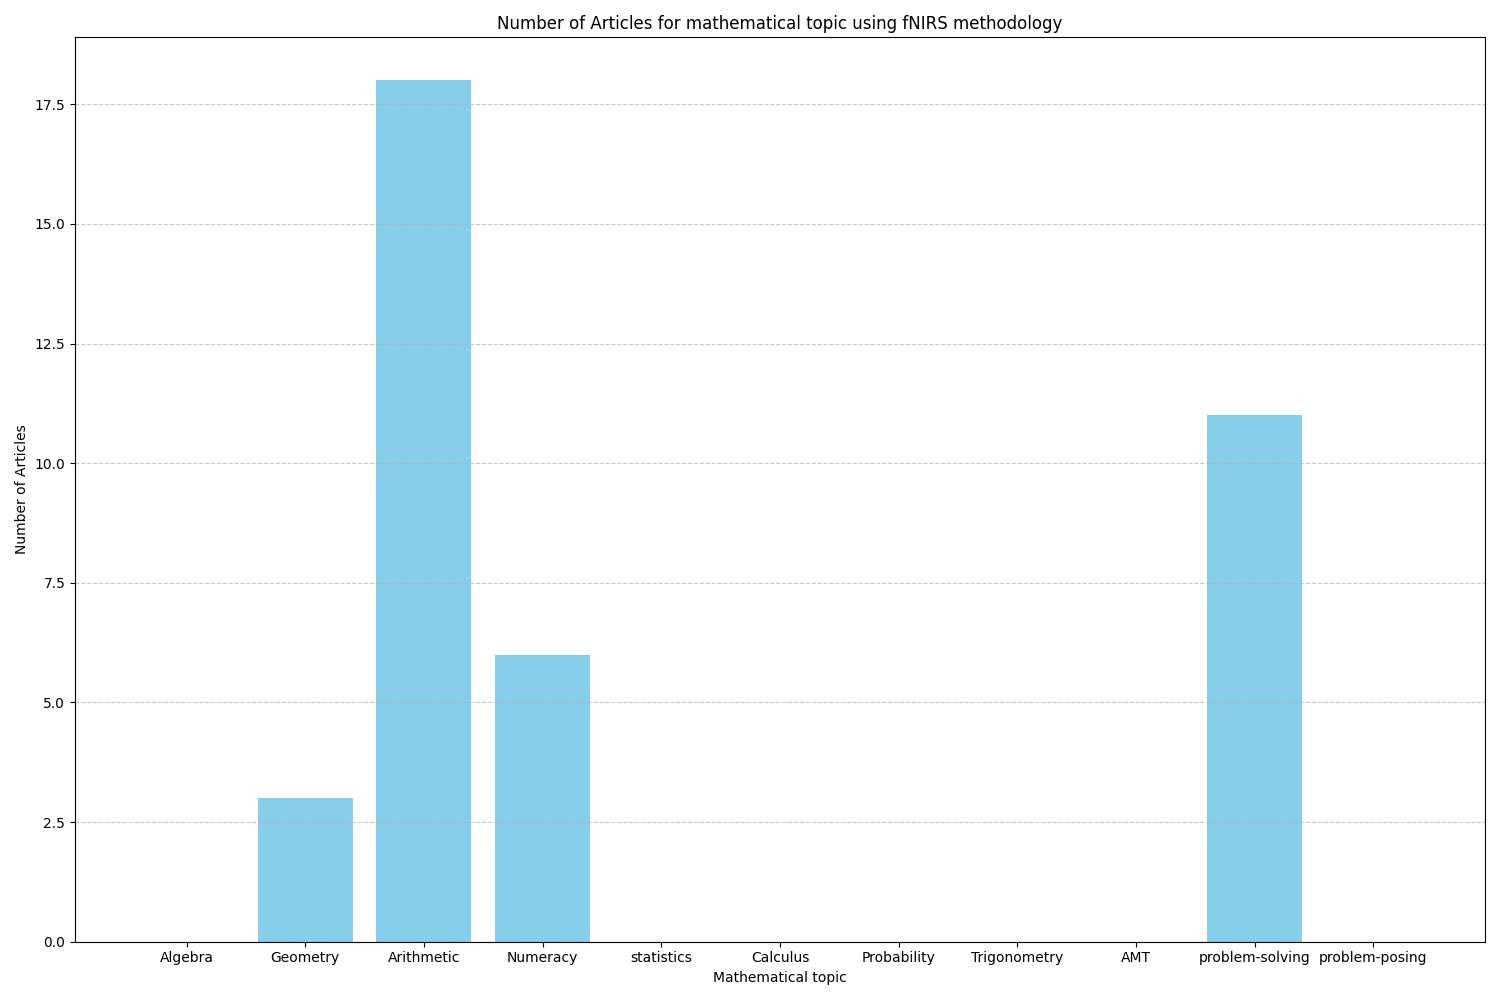 Number of Articles for mathematical topic using fNIRS methodology
17.5
15.0
12.5
10.0
7.5
5.0
2.5
0.0
Number of Articles
Algebra Geometry Arithmetic Numeracy statistics Calculus Probability Trigonometry AMT problem-solving problem-posing
Mathematical topic